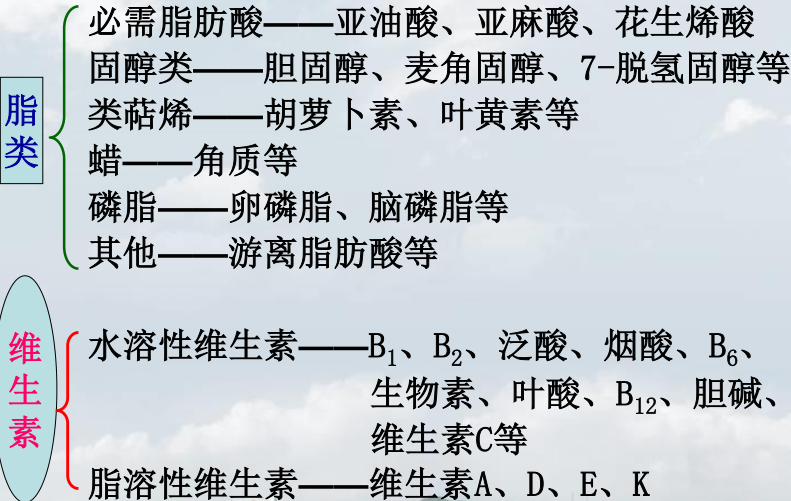 脂类
必需脂肪酸——亚油酸、亚麻酸、花生烯酸
固醇类——胆固醇、麦角固醇、7-脱氢固醇等
类萜烯——胡萝卜素、叶黄素等
蜡——角质等
磷脂——卵磷脂、脑磷脂等
其他——游离脂肪酸等
维生素
水溶性维生素——B₁、B₂、泛酸、烟酸、B₆、
生物素、叶酸、B₁₂、胆碱、
维生素C等
脂溶性维生素——维生素A、D、E、K